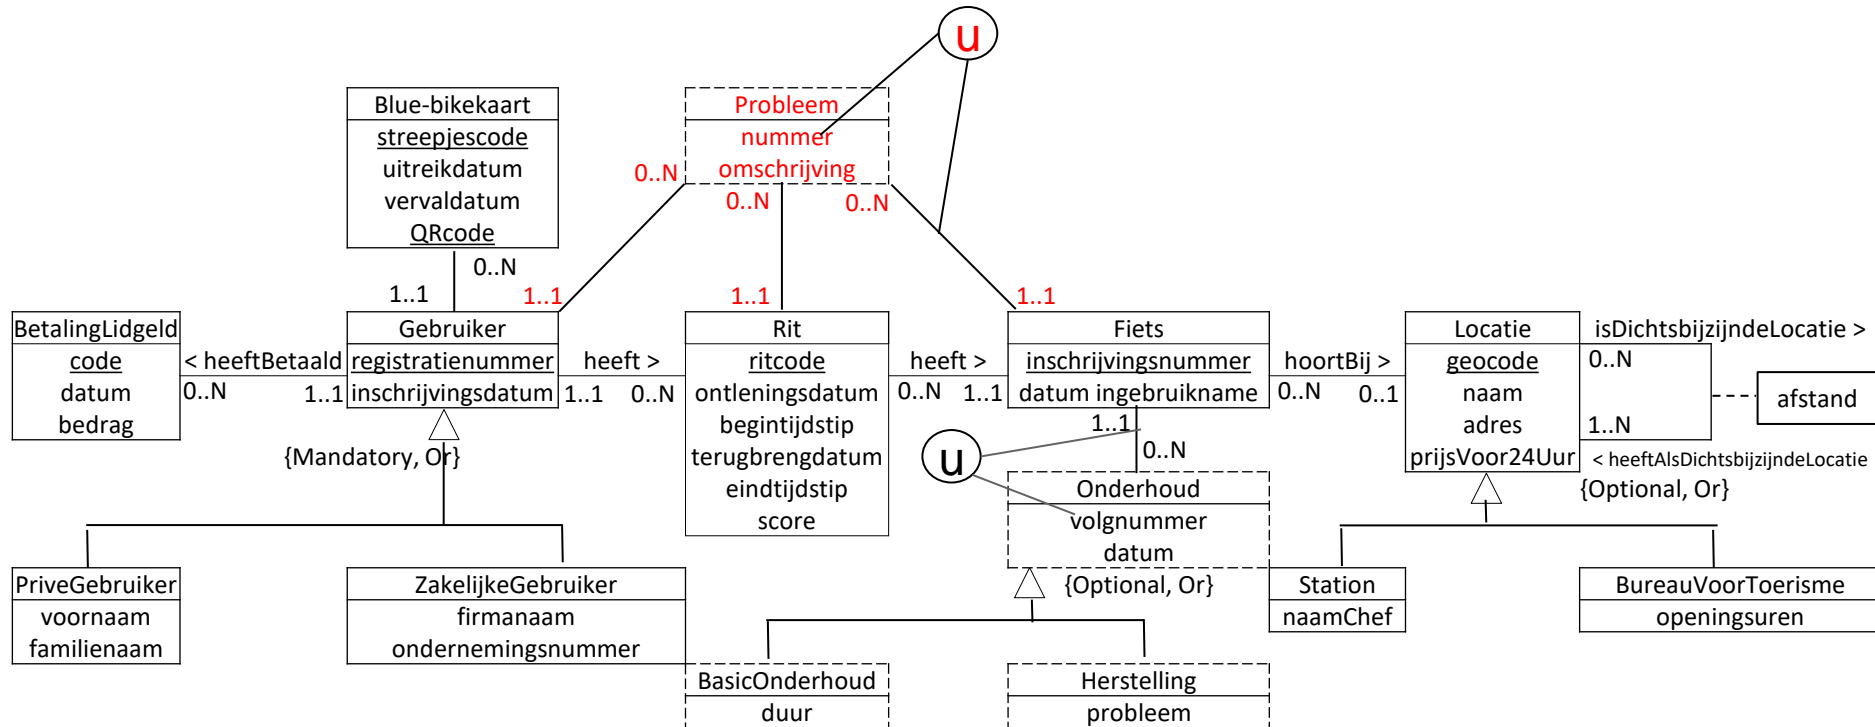 u
Blue-bikekaart
streepjescode
uitreikdatum
vervaldatum
QRcode
Probleem
nummer
omschrijving
0..N
0..N
0..N
0..N
1..1
1..1
1..1
1..1
BetalingLidgeld
code
datum
bedrag
< heeftBetaald
0..N
1..1
Gebruiker
registratienummer
inschrijvingsdatum
heeft >
1..1
0..N
Rit
ritcode
ontleningsdatum
begintijdstip
terugbrengdatum
eindtijdstip
score
heeft >
0..N
1..1
Fiets
inschrijvingsnummer
datum ingebruikname
hoortBij >
0..N
0..1
Locatie
geocode
naam
adres
prijsVoor24Uur
isDichtsbijzijndeLocatie >
0..N
1..N
afstand
< heeftAlsDichtsbijzijndeLocatie
{Mandatory, Or}
u
1..1
0..N
Onderhoud
volgnummer
datum
{Optional, Or}
{Optional, Or}
PriveGebruiker
voornaam
familienaam
ZakelijkeGebruiker
firmanaam
ondernemingsnummer
Station
naamChef
BureauVoorToerisme
openingsuren
BasicOnderhoud
duur
Herstelling
probleem